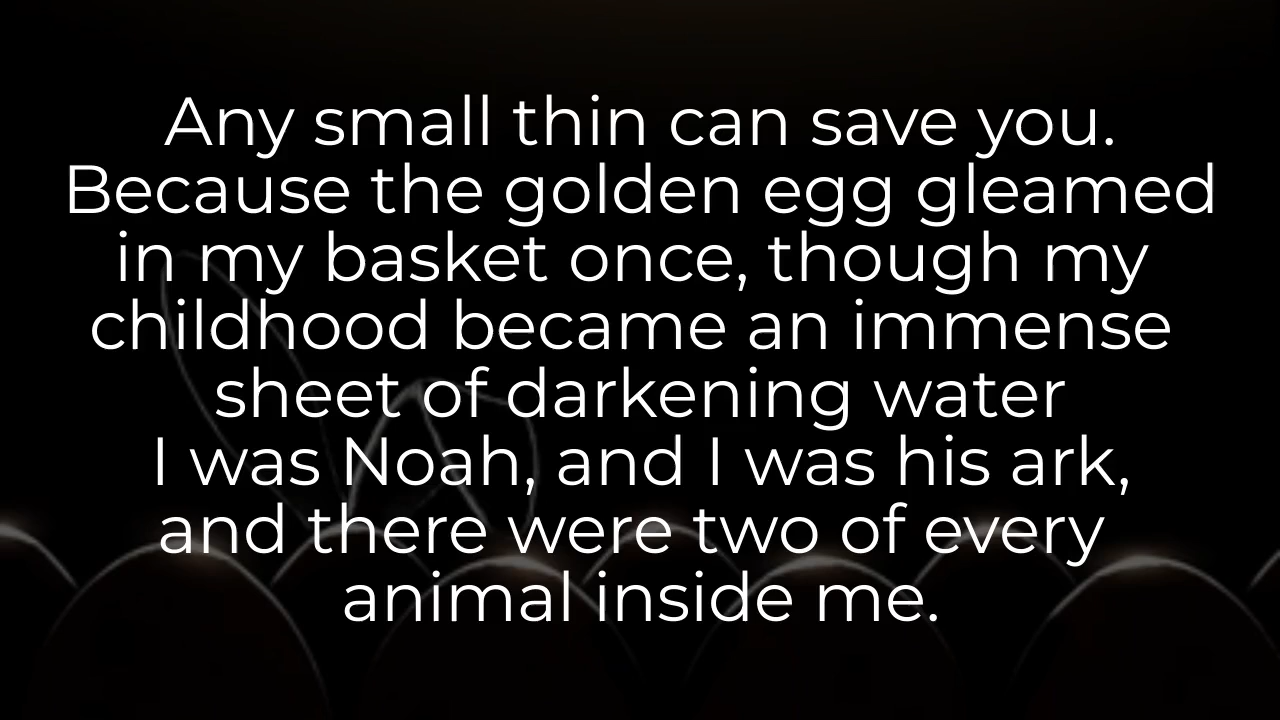 Any small thin can save you.
Because the golden egg gleamed
in my basket once, though my
childhood became an immense
sheet of darkening water
I was Noah, and I was his ark,
and there were two of every
animal inside me.